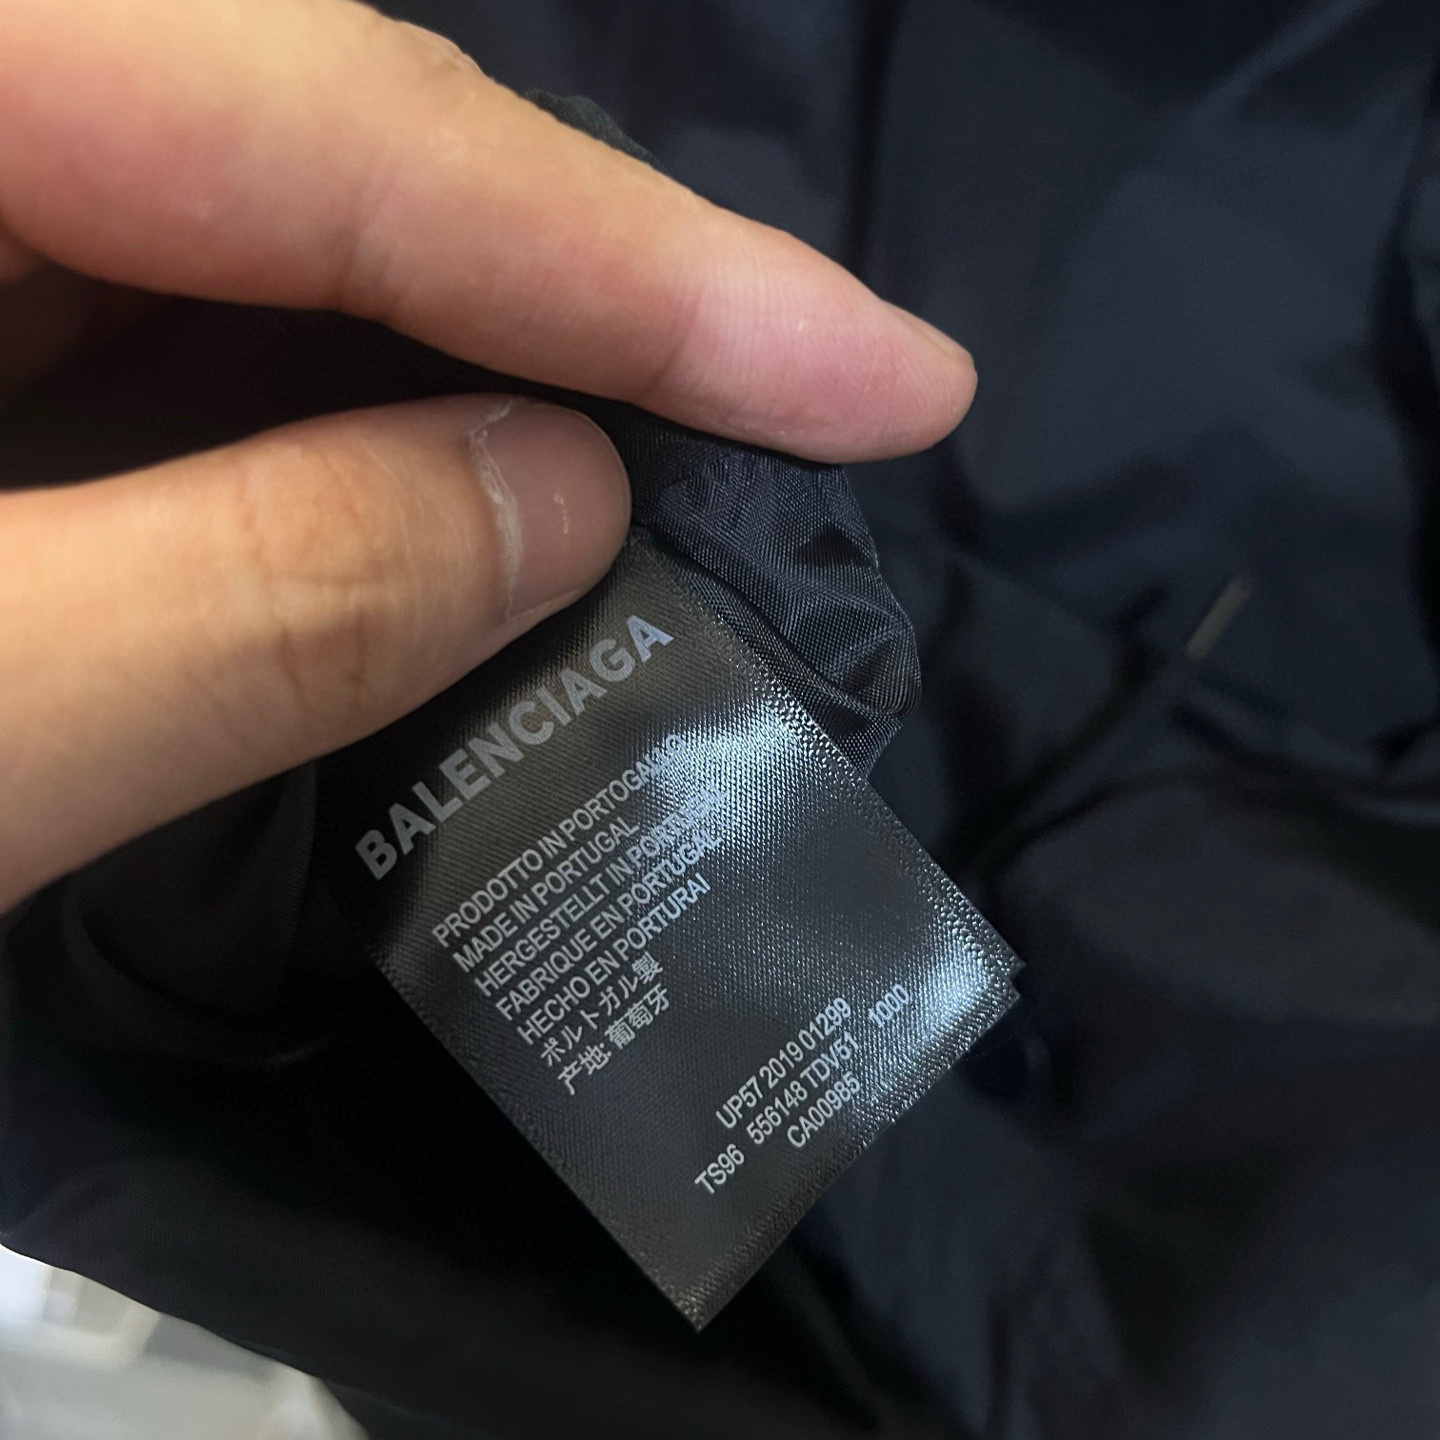 BALENCIAGA
PRODOTTO IN PORTOGALLO
MADE IN PORTUGAL
HERGESTELLT IN PORTUGAL
FABRIQUE EN PORTUGAL
HECHO EN PORTURAI
ポルトガル製
产地: 葡萄牙
UP57 2019 01299
TS96 556148 TDV51 1000
CA00985